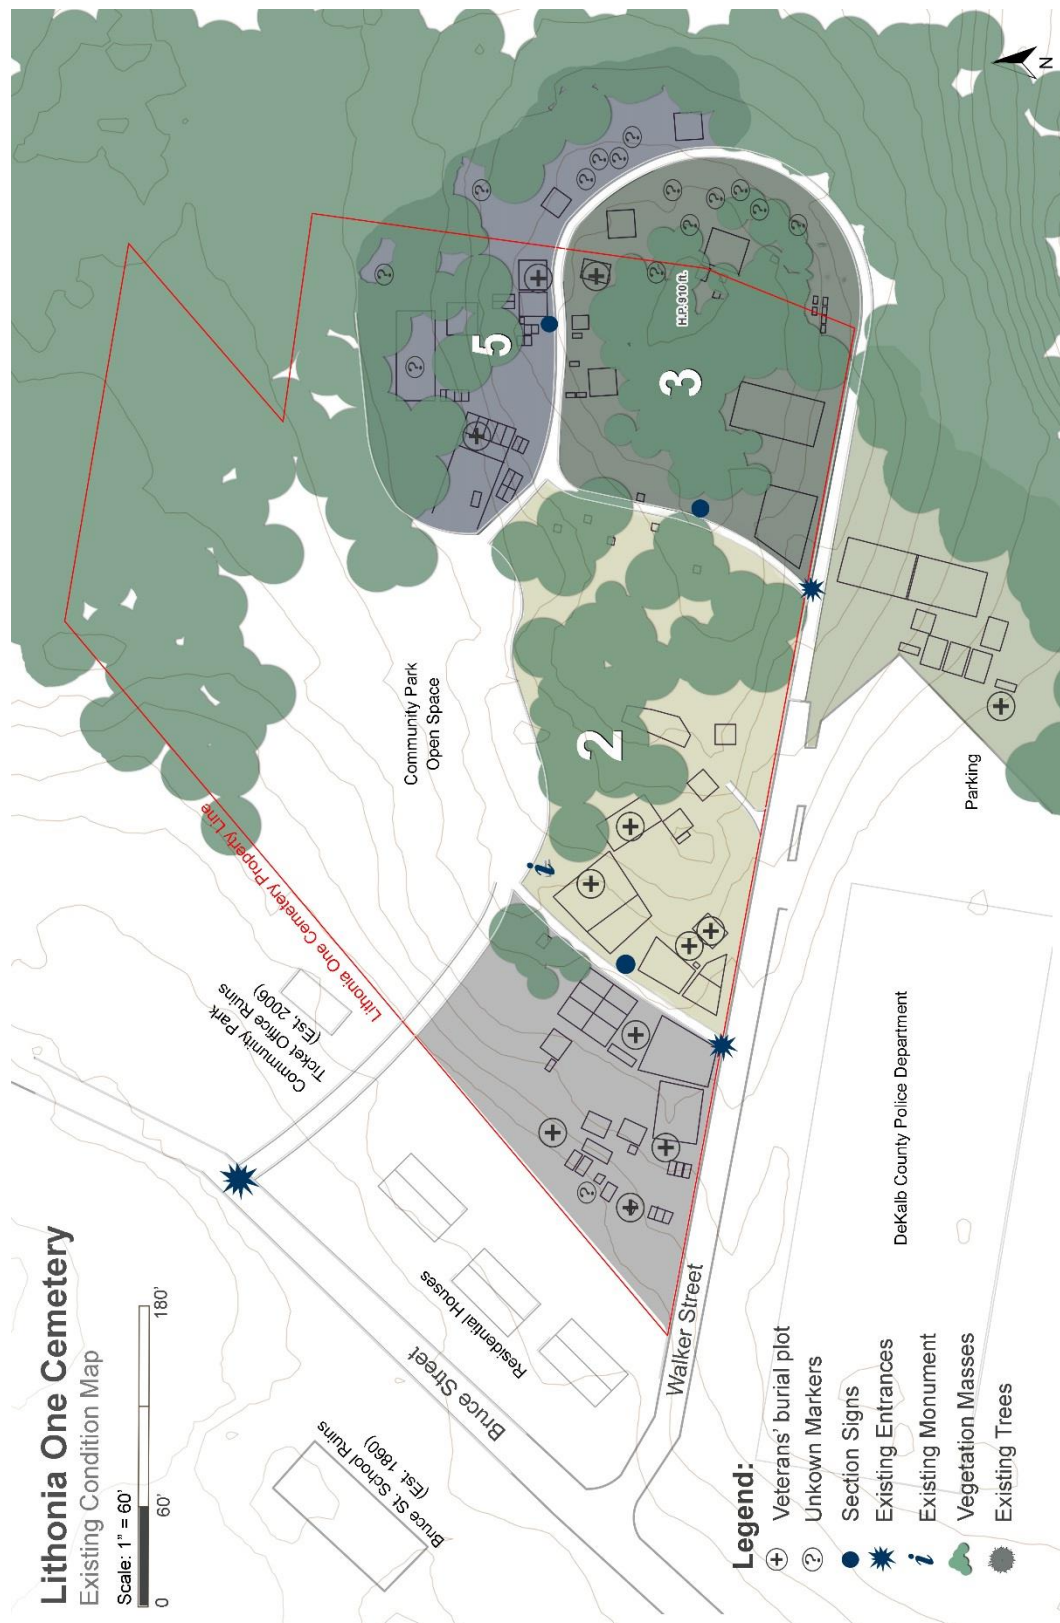 Lithonia One Cemetery
Existing Condition Map
Scale: 1" = 60'
0
60'
180'
N
Bruce St. School Ruins
(Est. 1860)
Bruce Street
Residential Houses
Community Park
Ticket Office Ruins
(Est. 2006)
Lithonia One Cemetery Property Line
Community Park
Open Space
5
3
H.P. 910 ft.
2
i
Walker Street
Parking
DeKalb County Police Department
Legend:
Veterans' burial plot
? Unkown Markers
Section Signs
Existing Entrances
i Existing Monument
Vegetation Masses
Existing Trees